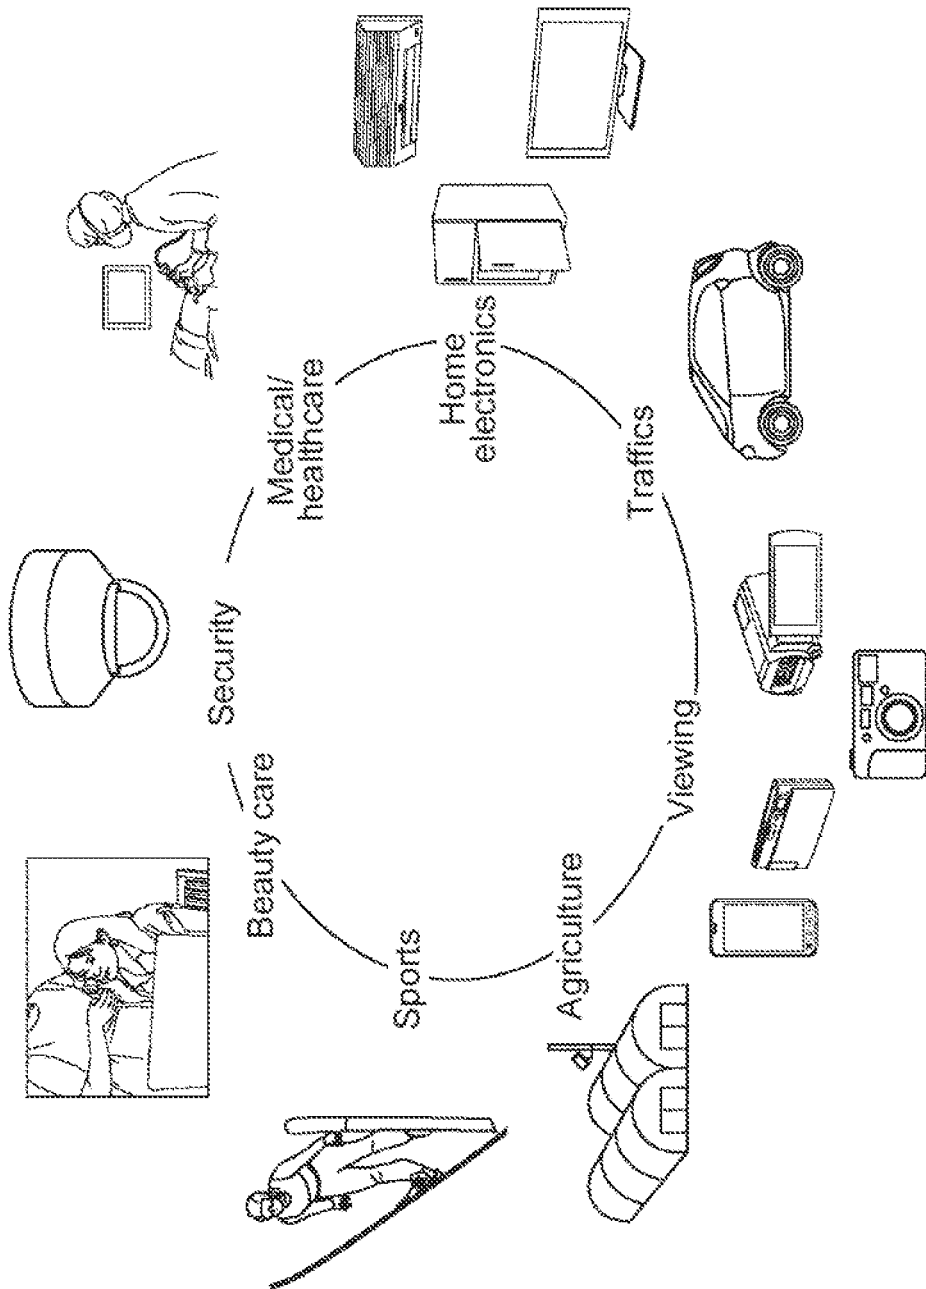 Security
Medical/
healthcare
Home
electronics
Traffics
Viewing
Agriculture
Sports
Beauty care